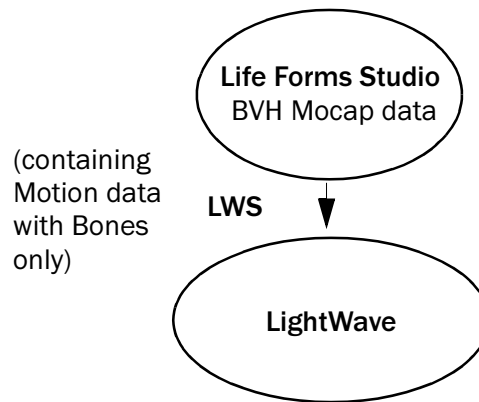 Life Forms Studio
BVH Mocap data
(containing
Motion data
with Bones
only)
LWS
LightWave